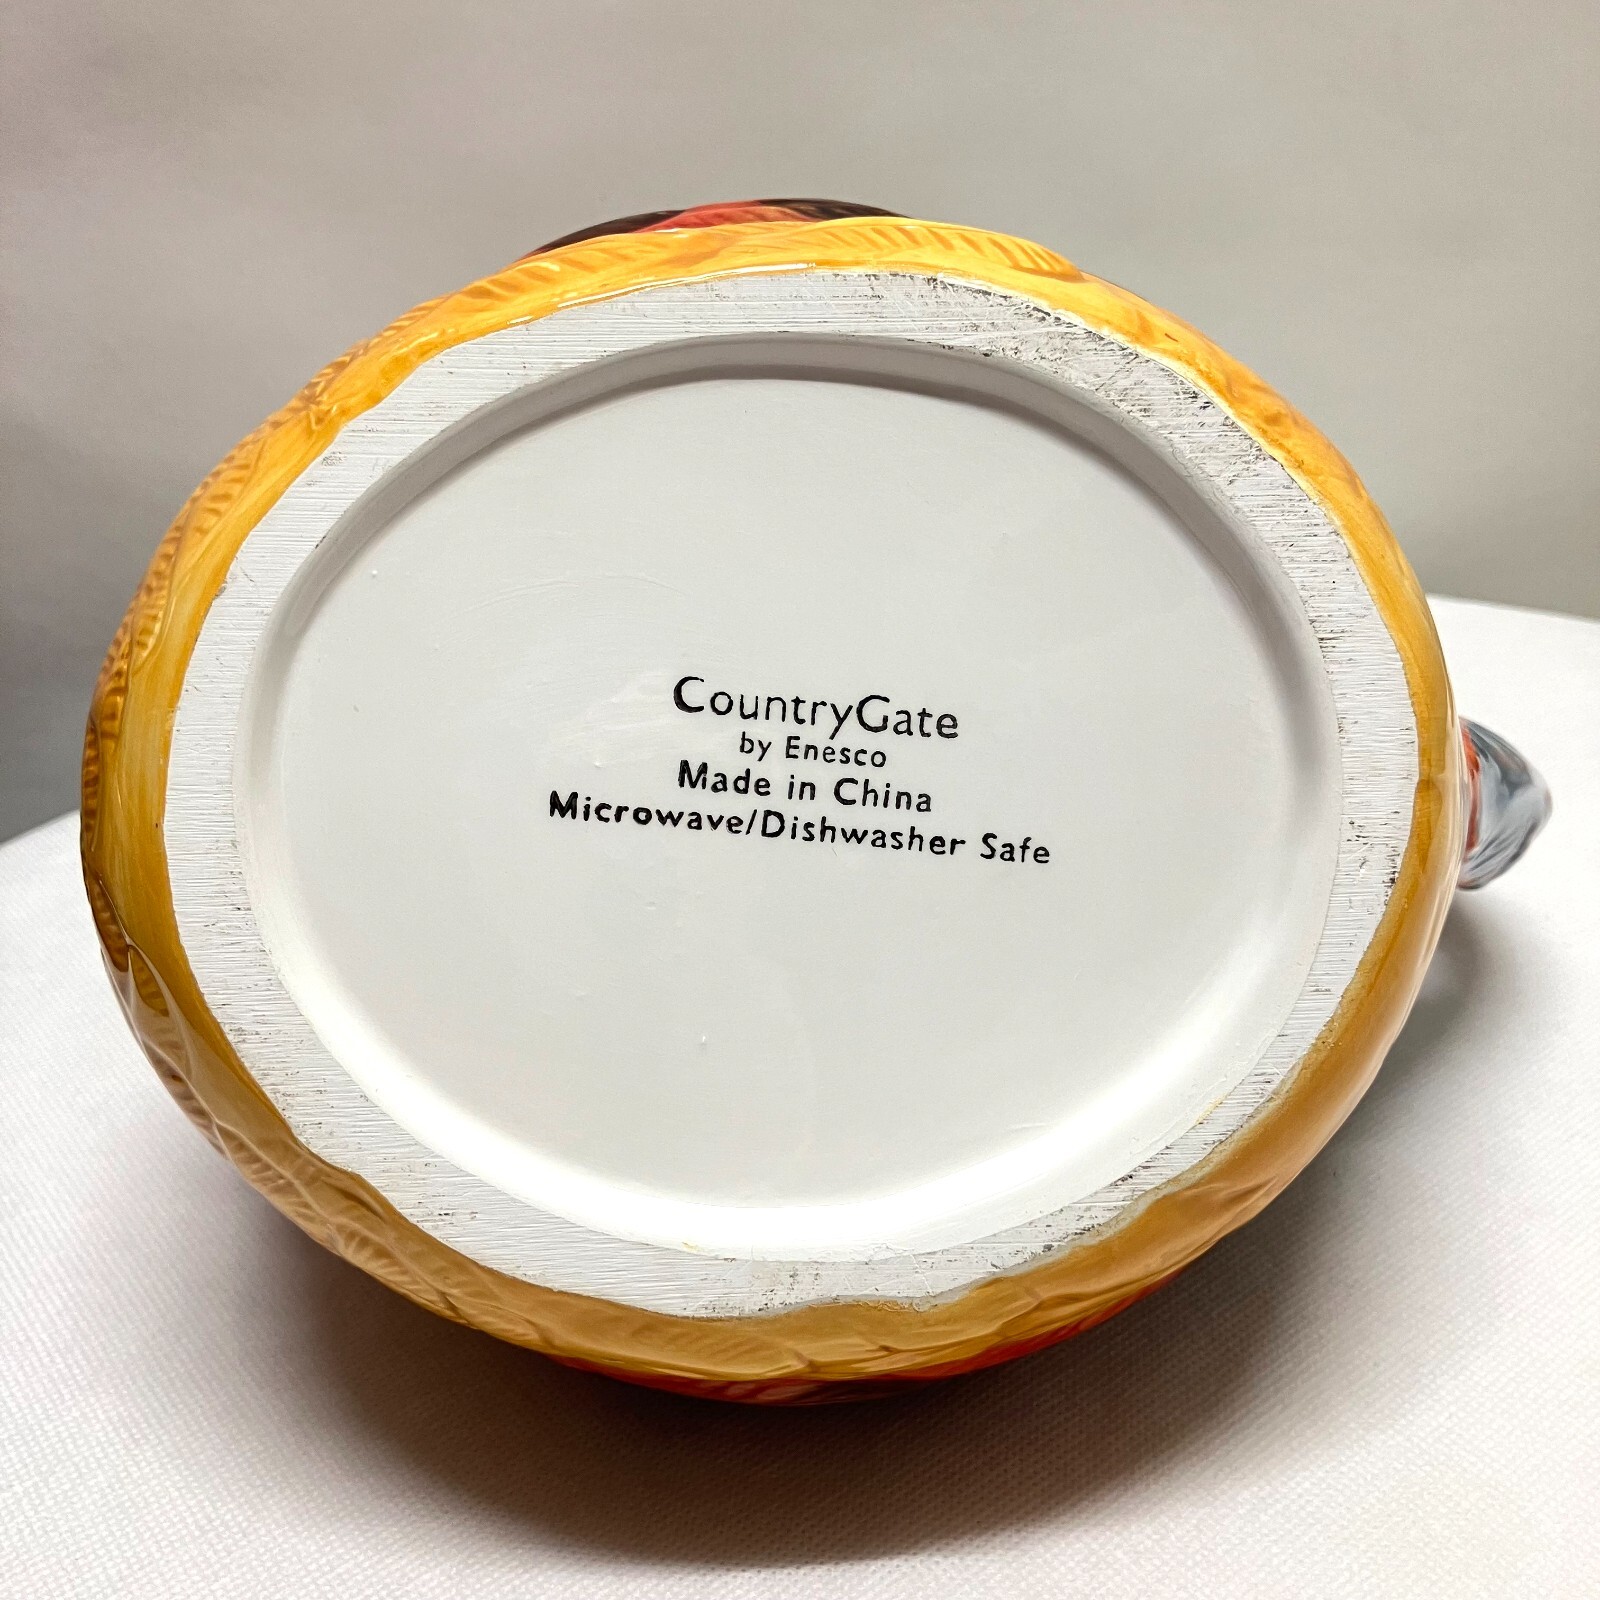 CountryGate
by Enesco
Made in China
Microwave/Dishwasher Safe